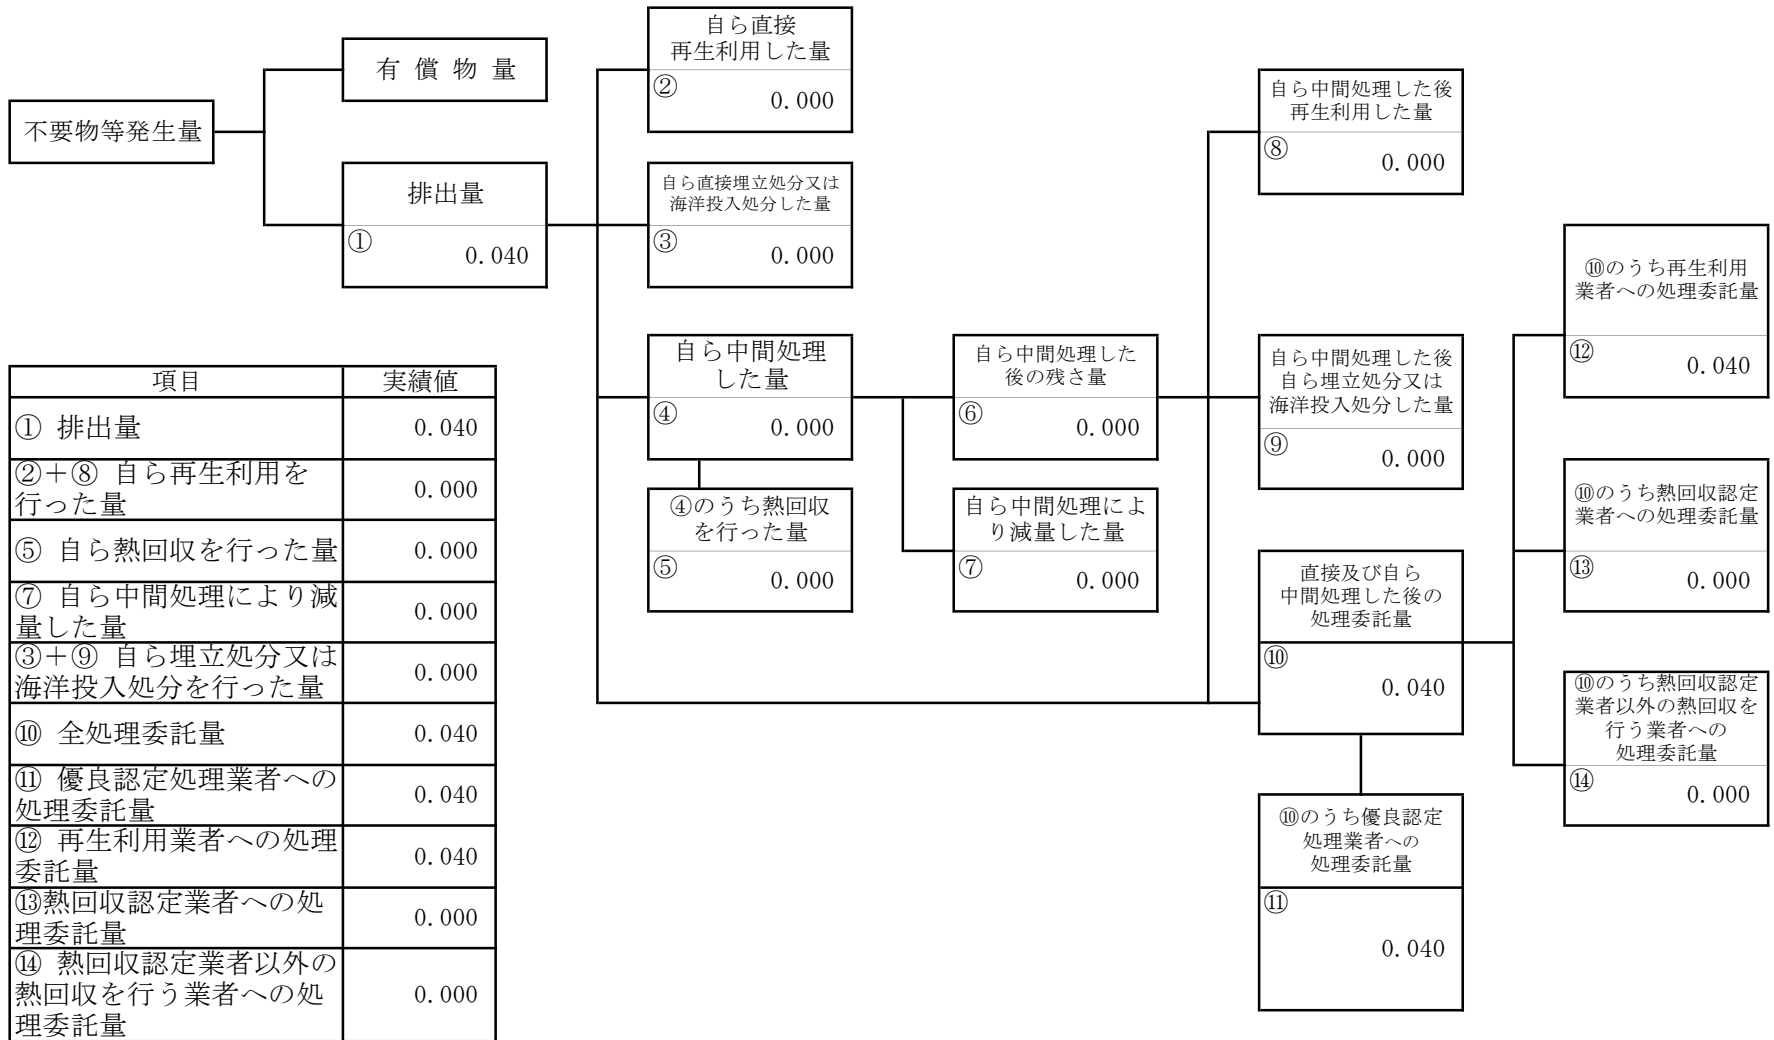 不要物等発生量
有 償 物 量
排出量
①
0.040
自ら直接
再生利用した量
②
0.000
自ら直接埋立処分又は
海洋投入処分した量
③
0.000
自ら中間処理
した量
④
0.000
④のうち熱回収
を行った量
⑤
0.000
自ら中間処理した
後の残さ量
⑥
0.000
自ら中間処理によ
り減量した量
⑦
0.000
自ら中間処理した後
再生利用した量
⑧
0.000
自ら中間処理した後
自ら埋立処分又は
海洋投入処分した量
⑨
0.000
直接及び自ら
中間処理した後の
処理委託量
⑩
0.040
⑩のうち優良認定
処理業者への
処理委託量
⑪
0.040
⑩のうち再生利用
業者への処理委託量
⑫
0.040
⑩のうち熱回収認定
業者への処理委託量
⑬
0.000
⑩のうち熱回収認定
業者以外の熱回収を
行う業者への
処理委託量
⑭
0.000
項目 実績値
① 排出量 0.040
②＋⑧ 自ら再生利用を
行った量 0.000
⑤ 自ら熱回収を行った量 0.000
⑦ 自ら中間処理により減
量した量 0.000
③＋⑨ 自ら埋立処分又は
海洋投入処分を行った量 0.000
⑩ 全処理委託量 0.040
⑪ 優良認定処理業者への
処理委託量 0.040
⑫ 再生利用業者への処理
委託量 0.040
⑬熱回収認定業者への処
理委託量 0.000
⑭ 熱回収認定業者以外の
熱回収を行う業者への処
理委託量 0.000